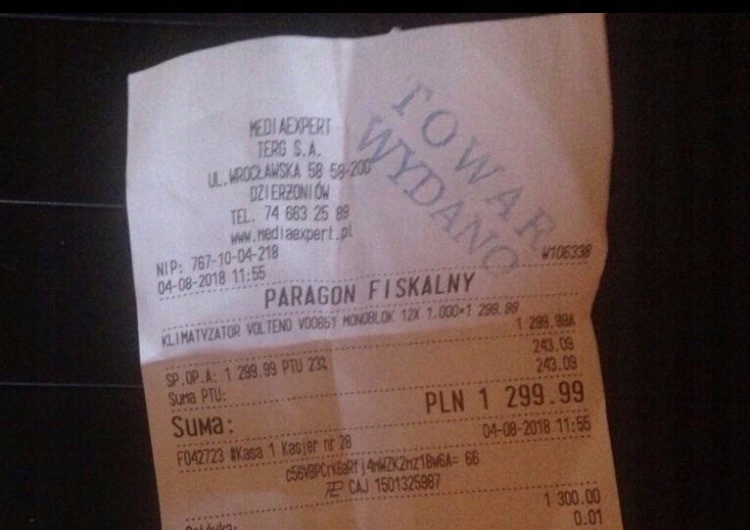 MEDIAEXPERT
TERG S.A.
UL.WROCŁAWSKA 58 58-200
DZIERŻONIÓW
TEL. 74 663 25 89
www.mediaexpert.pl
TOWAR
WYDANO
NIP: 767-10-04-218
04-08-2018 11:55
W106338
PARAGON FISKALNY
KLIMATYZATOR VOLTENO VO0651 MONOBLOK 12X 1.000*1 299.99
1 299.99A
SP.OP.A: 1 299.99 PTU 23%
243.09
Suma PTU:
243.09
Suma:
PLN 1 299.99
F042723 #Kasa 1 Kasjer nr 28
04-08-2018 11:55
CAJ 1501325987
1 300.00
0.01